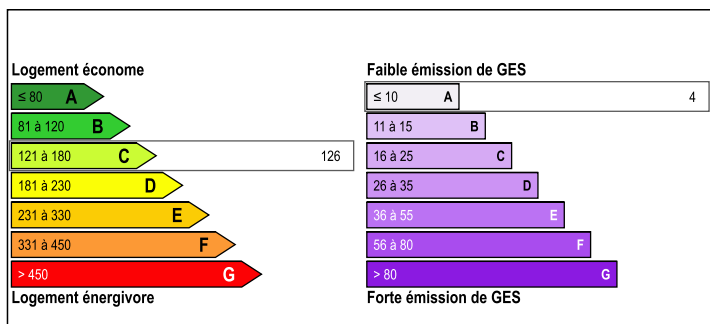 Logement économe
≤ 80 A
81 à 120 B
121 à 180 C 126
181 à 230 D
231 à 330 E
331 à 450 F
> 450 G
Logement énergivore
Faible émission de GES
≤ 10 A 4
11 à 15 B
16 à 25 C
26 à 35 D
36 à 55 E
56 à 80 F
> 80 G
Forte émission de GES